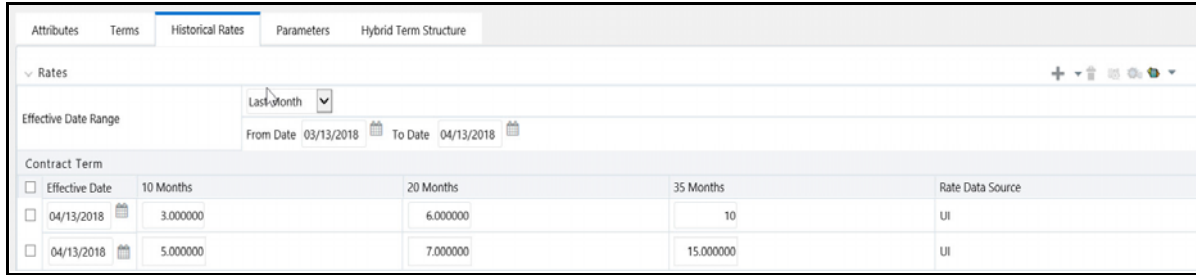 Attributes Terms Historical Rates Parameters Hybrid Term Structure
Rates
Effective Date Range
Last Month
From Date 03/13/2018 To Date 04/13/2018
Contract Term
Effective Date 10 Months 20 Months 35 Months Rate Data Source
04/13/2018 3.000000 6.000000 10 UI
04/13/2018 5.000000 7.000000 15.000000 UI